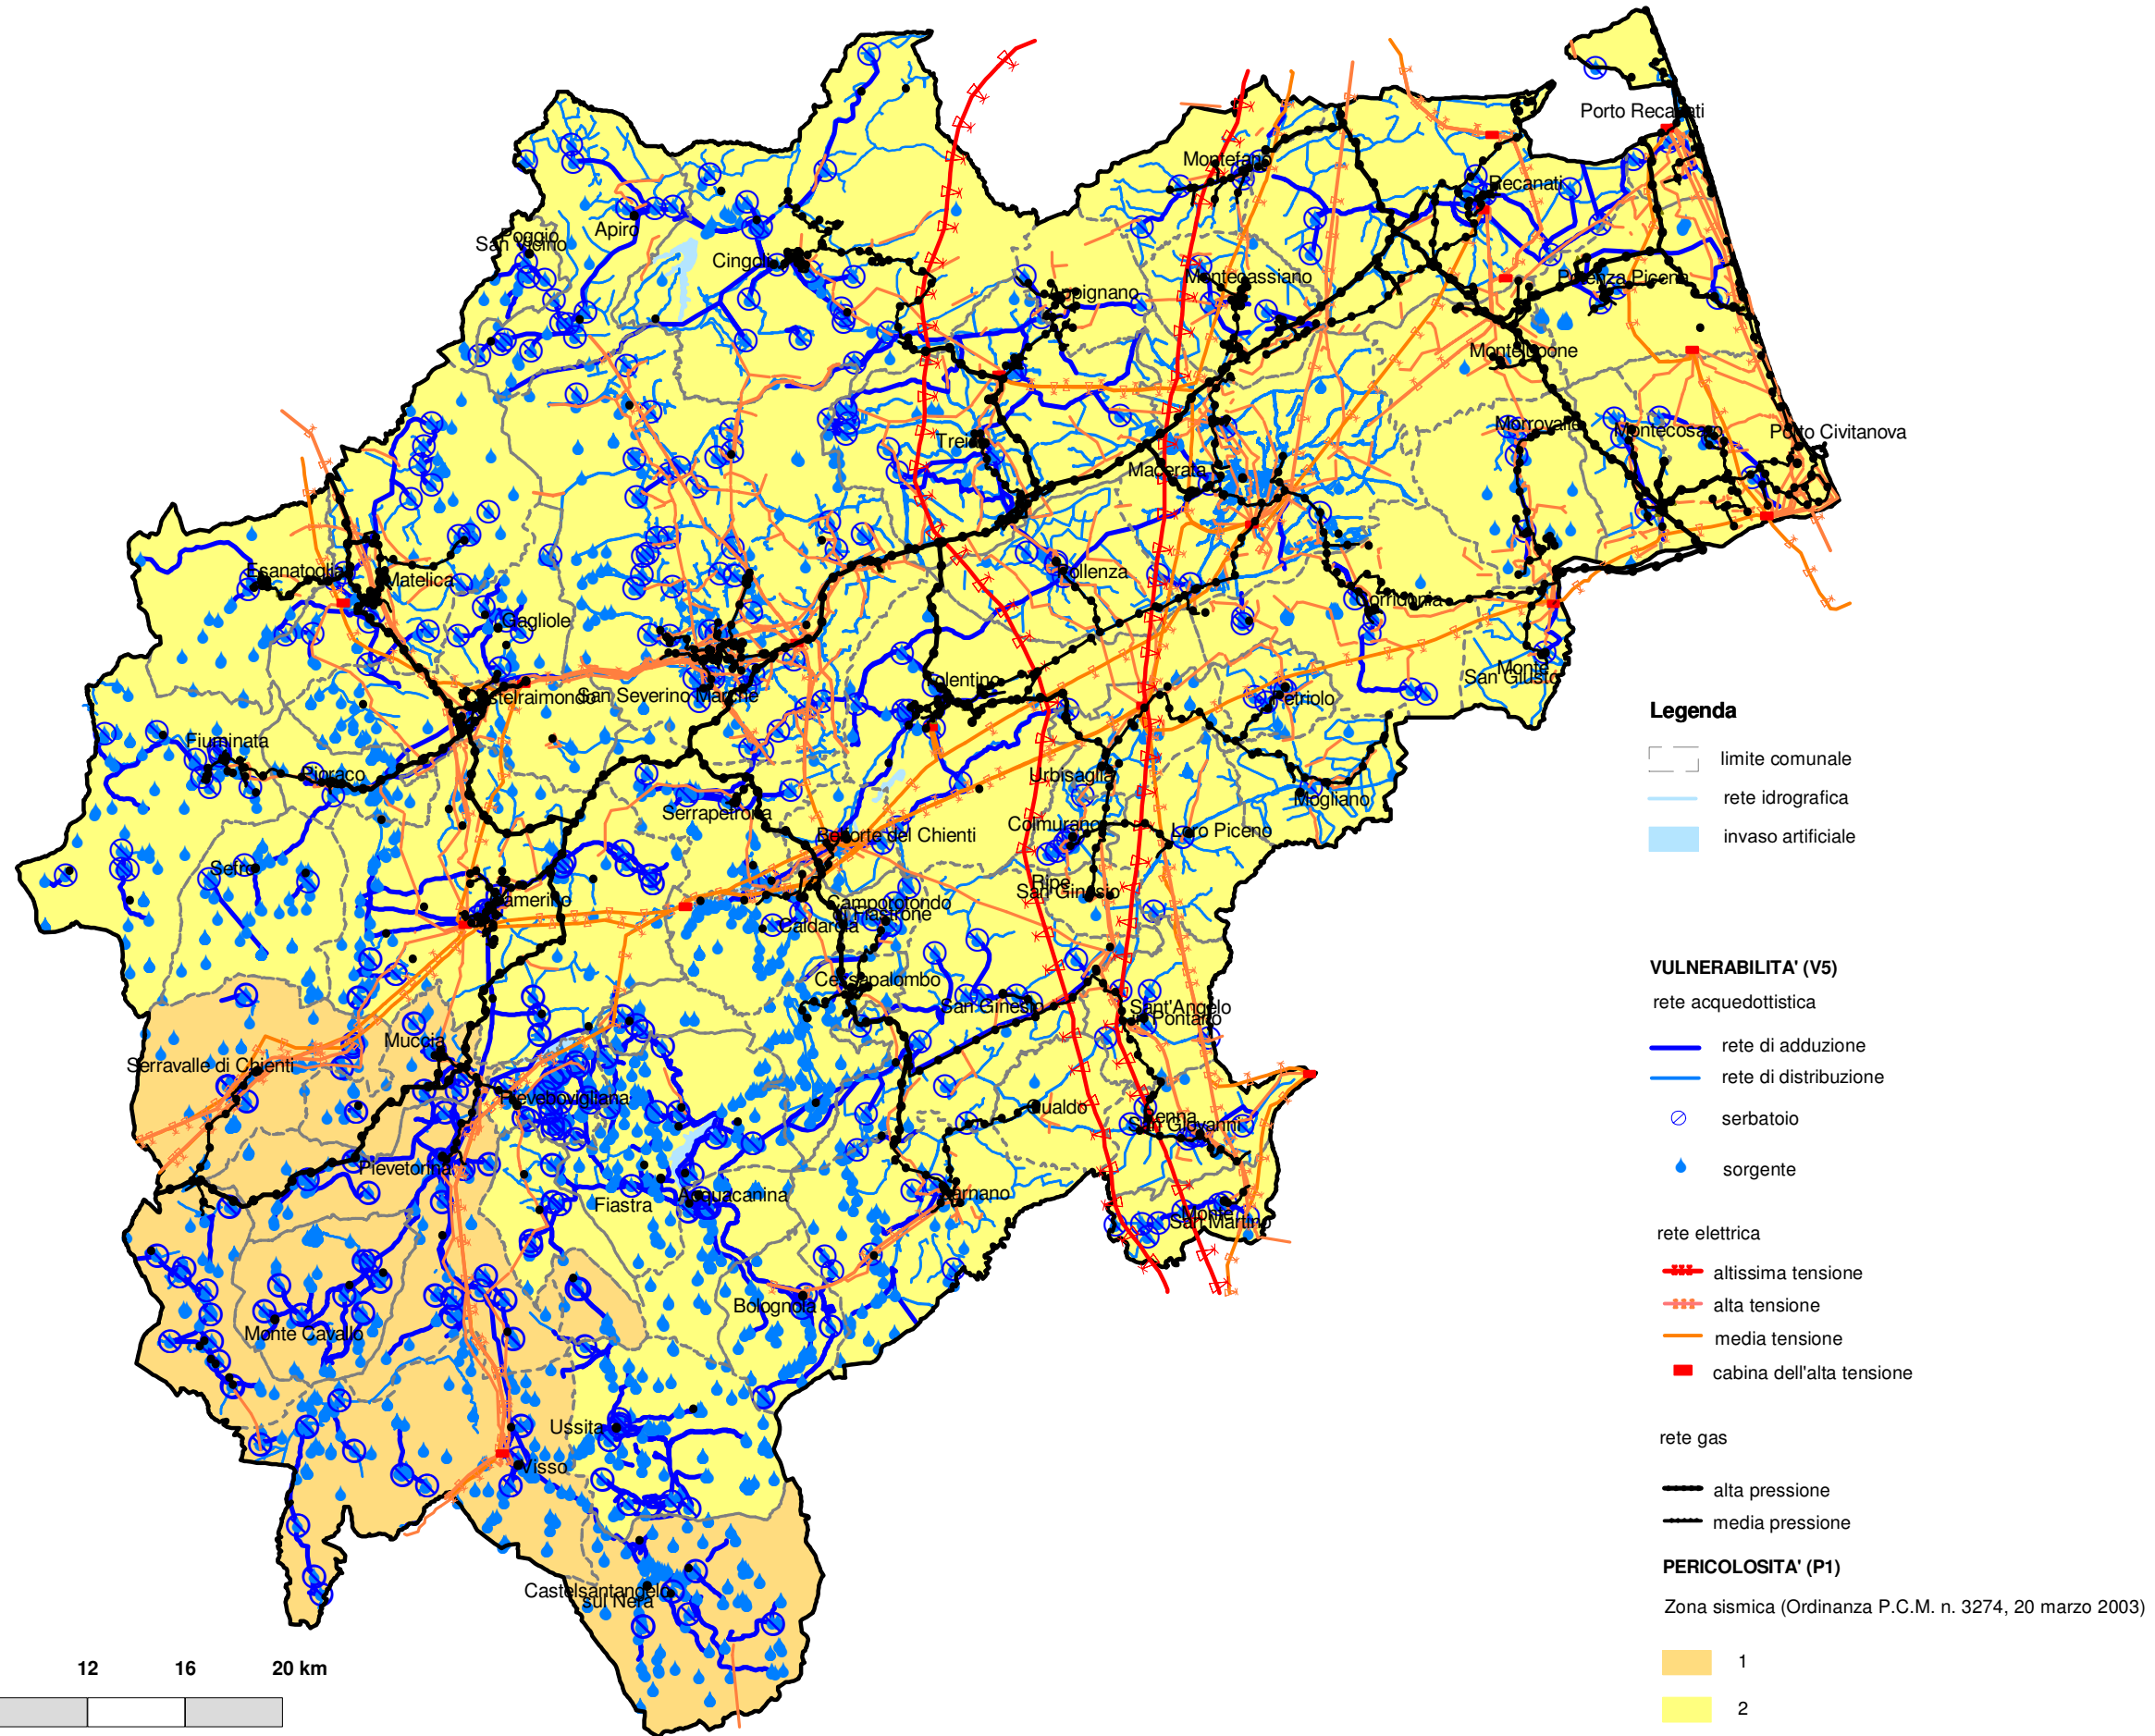 Porto Recanati
Montefano
Recanati
Apiro
Poggio
San Vicino
Cingoli
Montecassiano
Potenza Picena
Appignano
Montelupone
Treia
Morrovalle
Montecosaro
Porto Civitanova
Macerata
Esanatoglia
Matelica
Pollenza
Gagliole
Corridonia
Monte
San Giusto
Castelraimondo
San Severino Marche
Tolentino
Petriolo
Fiuminata
Pioraco
Urbisaglia
Mogliano
Serrapetrona
Belforte del Chienti
Colmurano
Loro Piceno
Sefro
Camerino
Ripe
San Ginesio
Camporotondo
di Fiastrone
Caldarola
Cessapalombo
San Ginesio
Sant'Angelo
in Pontano
Muccia
Serravalle di Chienti
Pievebovigliana
Gualdo
Penna
San Giovanni
Pievetorina
Fiastra
Acquacanina
Sarnano
Monte
San Martino
Bolognola
Monte Cavallo
Ussita
Visso
Castelsantangelo
sul Nera
12 16 20 km
Legenda
limite comunale
rete idrografica
invaso artificiale
VULNERABILITA' (V5)
rete acquedottistica
rete di adduzione
rete di distribuzione
serbatoio
sorgente
rete elettrica
altissima tensione
alta tensione
media tensione
cabina dell'alta tensione
rete gas
alta pressione
media pressione
PERICOLOSITA' (P1)
Zona sismica (Ordinanza P.C.M. n. 3274, 20 marzo 2003)
1
2